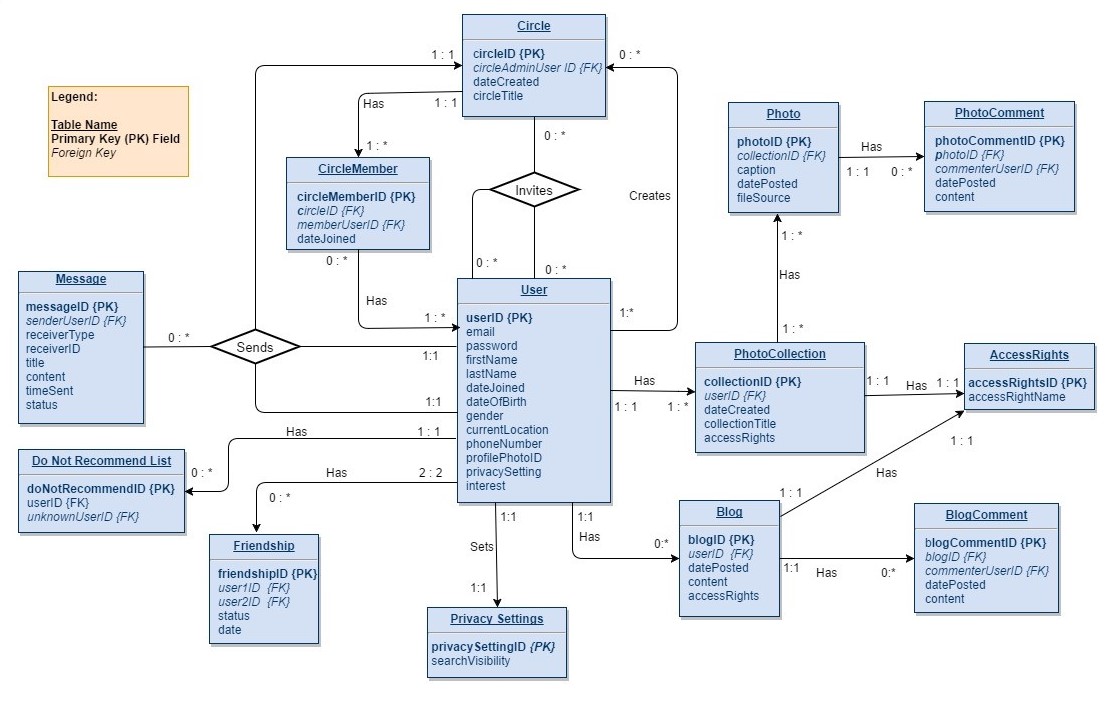 Legend:
Table Name
Primary Key (PK) Field
Foreign Key
Circle
circleID {PK}
circleAdminUser ID {FK}
dateCreated
circleTitle
1 : 1
0 : *
Has
1 : 1
1 : *
0 : *
CircleMember
circleMemberID {PK}
circleID {FK}
memberUserID {FK}
dateJoined
Invites
Creates
0 : *
0 : *
0 : *
Has
1 : *
1:*
Photo
photoID {PK}
collectionID {FK}
caption
datePosted
fileSource
Has
1 : 1
0 : *
PhotoComment
photoCommentID {PK}
photoID {FK}
commenterUserID {FK}
datePosted
content
1 : *
Has
1 : *
Message
messageID {PK}
senderUserID {FK}
receiverType
receiverID
title
content
timeSent
status
0 : *
Sends
1:1
1:1
User
userID {PK}
email
password
firstName
lastName
dateJoined
dateOfBirth
gender
currentLocation
phoneNumber
profilePhotoID
privacySetting
interest
Has
1 : 1
1 : *
PhotoCollection
collectionID {PK}
userID {FK}
dateCreated
collectionTitle
accessRights
1 : 1
Has
1 : 1
AccessRights
accessRightsID {PK}
accessRightName
1 : 1
Has
1 : 1
Has
1 : 1
0 : *
Do Not Recommend List
doNotRecommendID {PK}
userID {FK}
unknownUserID {FK}
Has
2 : 2
0 : *
Friendship
friendshipID {PK}
user1ID {FK}
user2ID {FK}
status
date
1:1
Sets
1:1
Privacy Settings
privacySettingID {PK}
searchVisibility
1:1
Has
0:*
Blog
blogID {PK}
userID {FK}
datePosted
content
accessRights
1:1
Has
0:*
BlogComment
blogCommentID {PK}
blogID {FK}
commenterUserID {FK}
datePosted
content